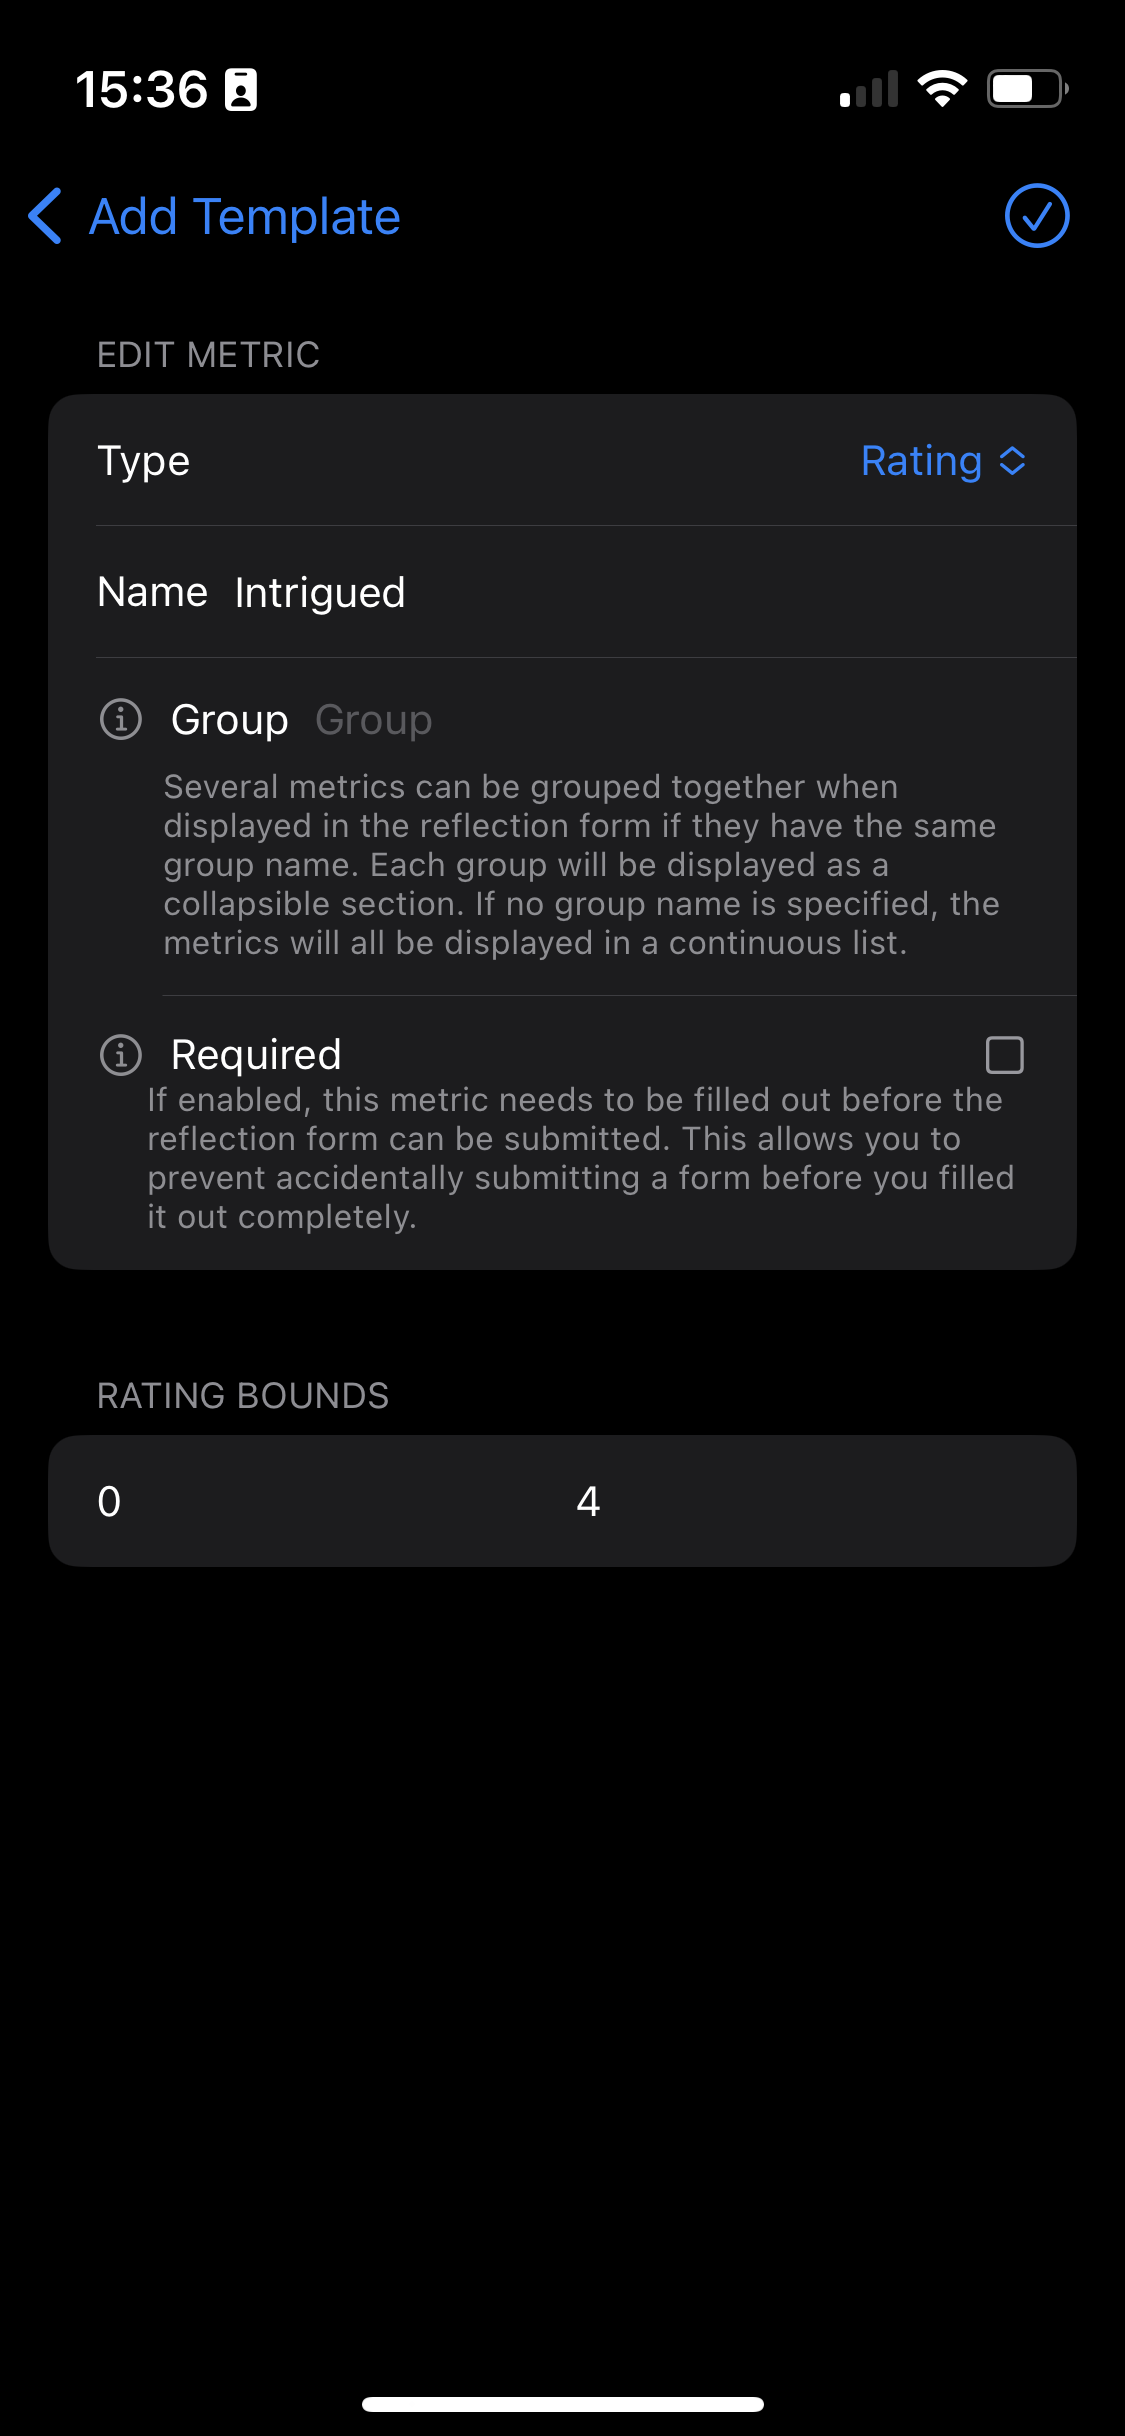 15:36
Add Template
EDIT METRIC
Type Rating
Name Intrigued
Group Group
Several metrics can be grouped together when
displayed in the reflection form if they have the same
group name. Each group will be displayed as a
collapsible section. If no group name is specified, the
metrics will all be displayed in a continuous list.
Required
If enabled, this metric needs to be filled out before the
reflection form can be submitted. This allows you to
prevent accidentally submitting a form before you filled
it out completely.
RATING BOUNDS
0 4